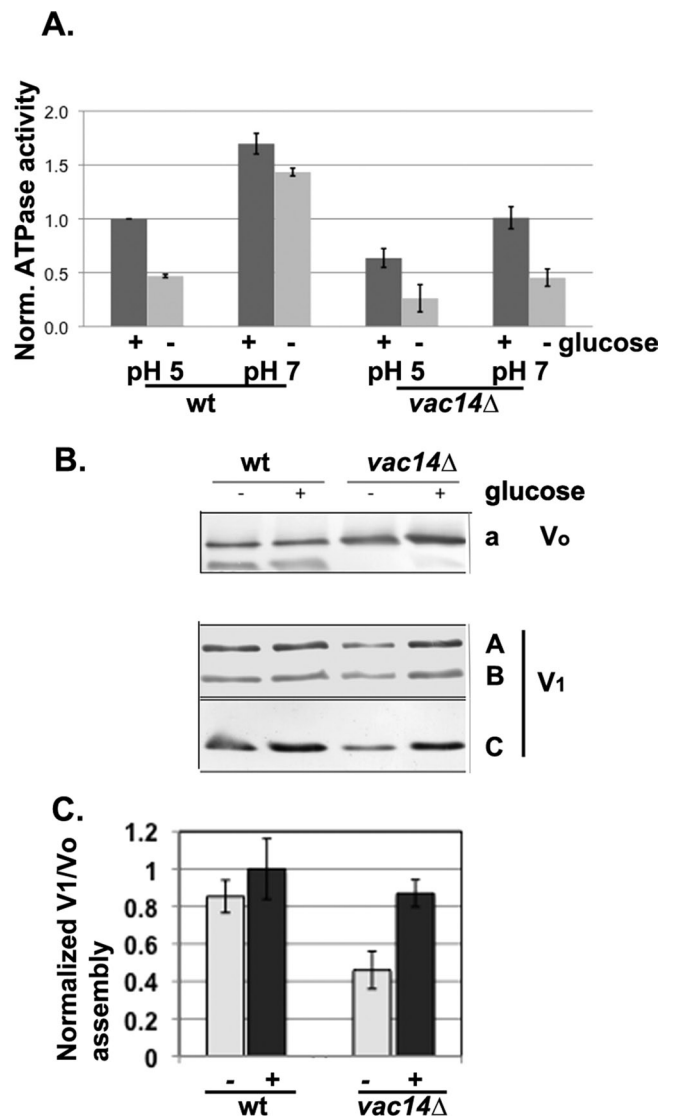 A.
Norm. ATPase activity
2.0
1.5
1.0
0.5
0.0
+ - + - + - + - glucose
pH 5 pH 7 pH 5 pH 7
wt vac14Δ
B.
wt vac14Δ
- + - + glucose
a Vo
A
B V1
C
C.
Normalized V1/Vo
assembly
1.2
1
0.8
0.6
0.4
0.2
0
- + - +
wt vac14Δ